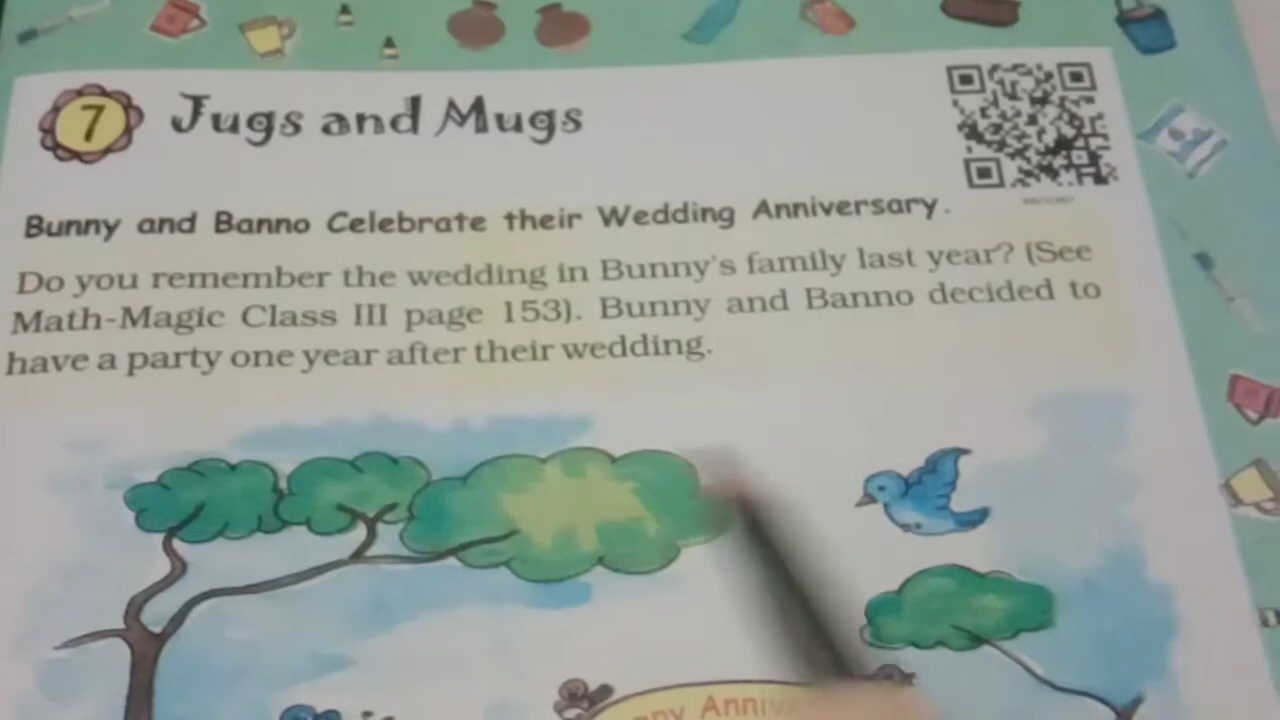 7 Jugs and Mugs
Bunny and Banno Celebrate their Wedding Anniversary.
Do you remember the wedding in Bunny's family last year? (See
Math-Magic Class III page 153). Bunny and Banno decided to
have a party one year after their wedding.